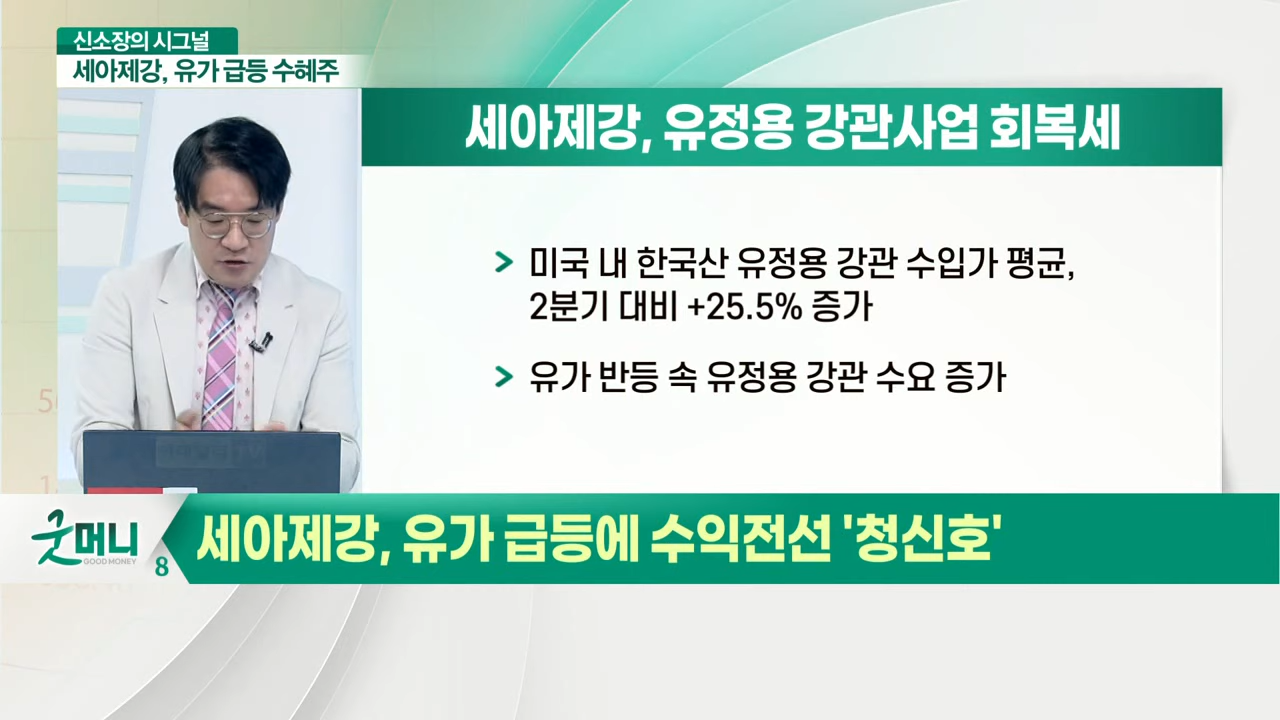 신소장의 시그널
세아제강, 유가 급등 수혜주
세아제강, 유정용 강관사업 회복세
> 미국 내 한국산 유정용 강관 수입가 평균,
2분기 대비 +25.5% 증가
> 유가 반등 속 유정용 강관 수요 증가
굿머니
GOOD MONEY
8
세아제강, 유가 급등에 수익전선 '청신호'